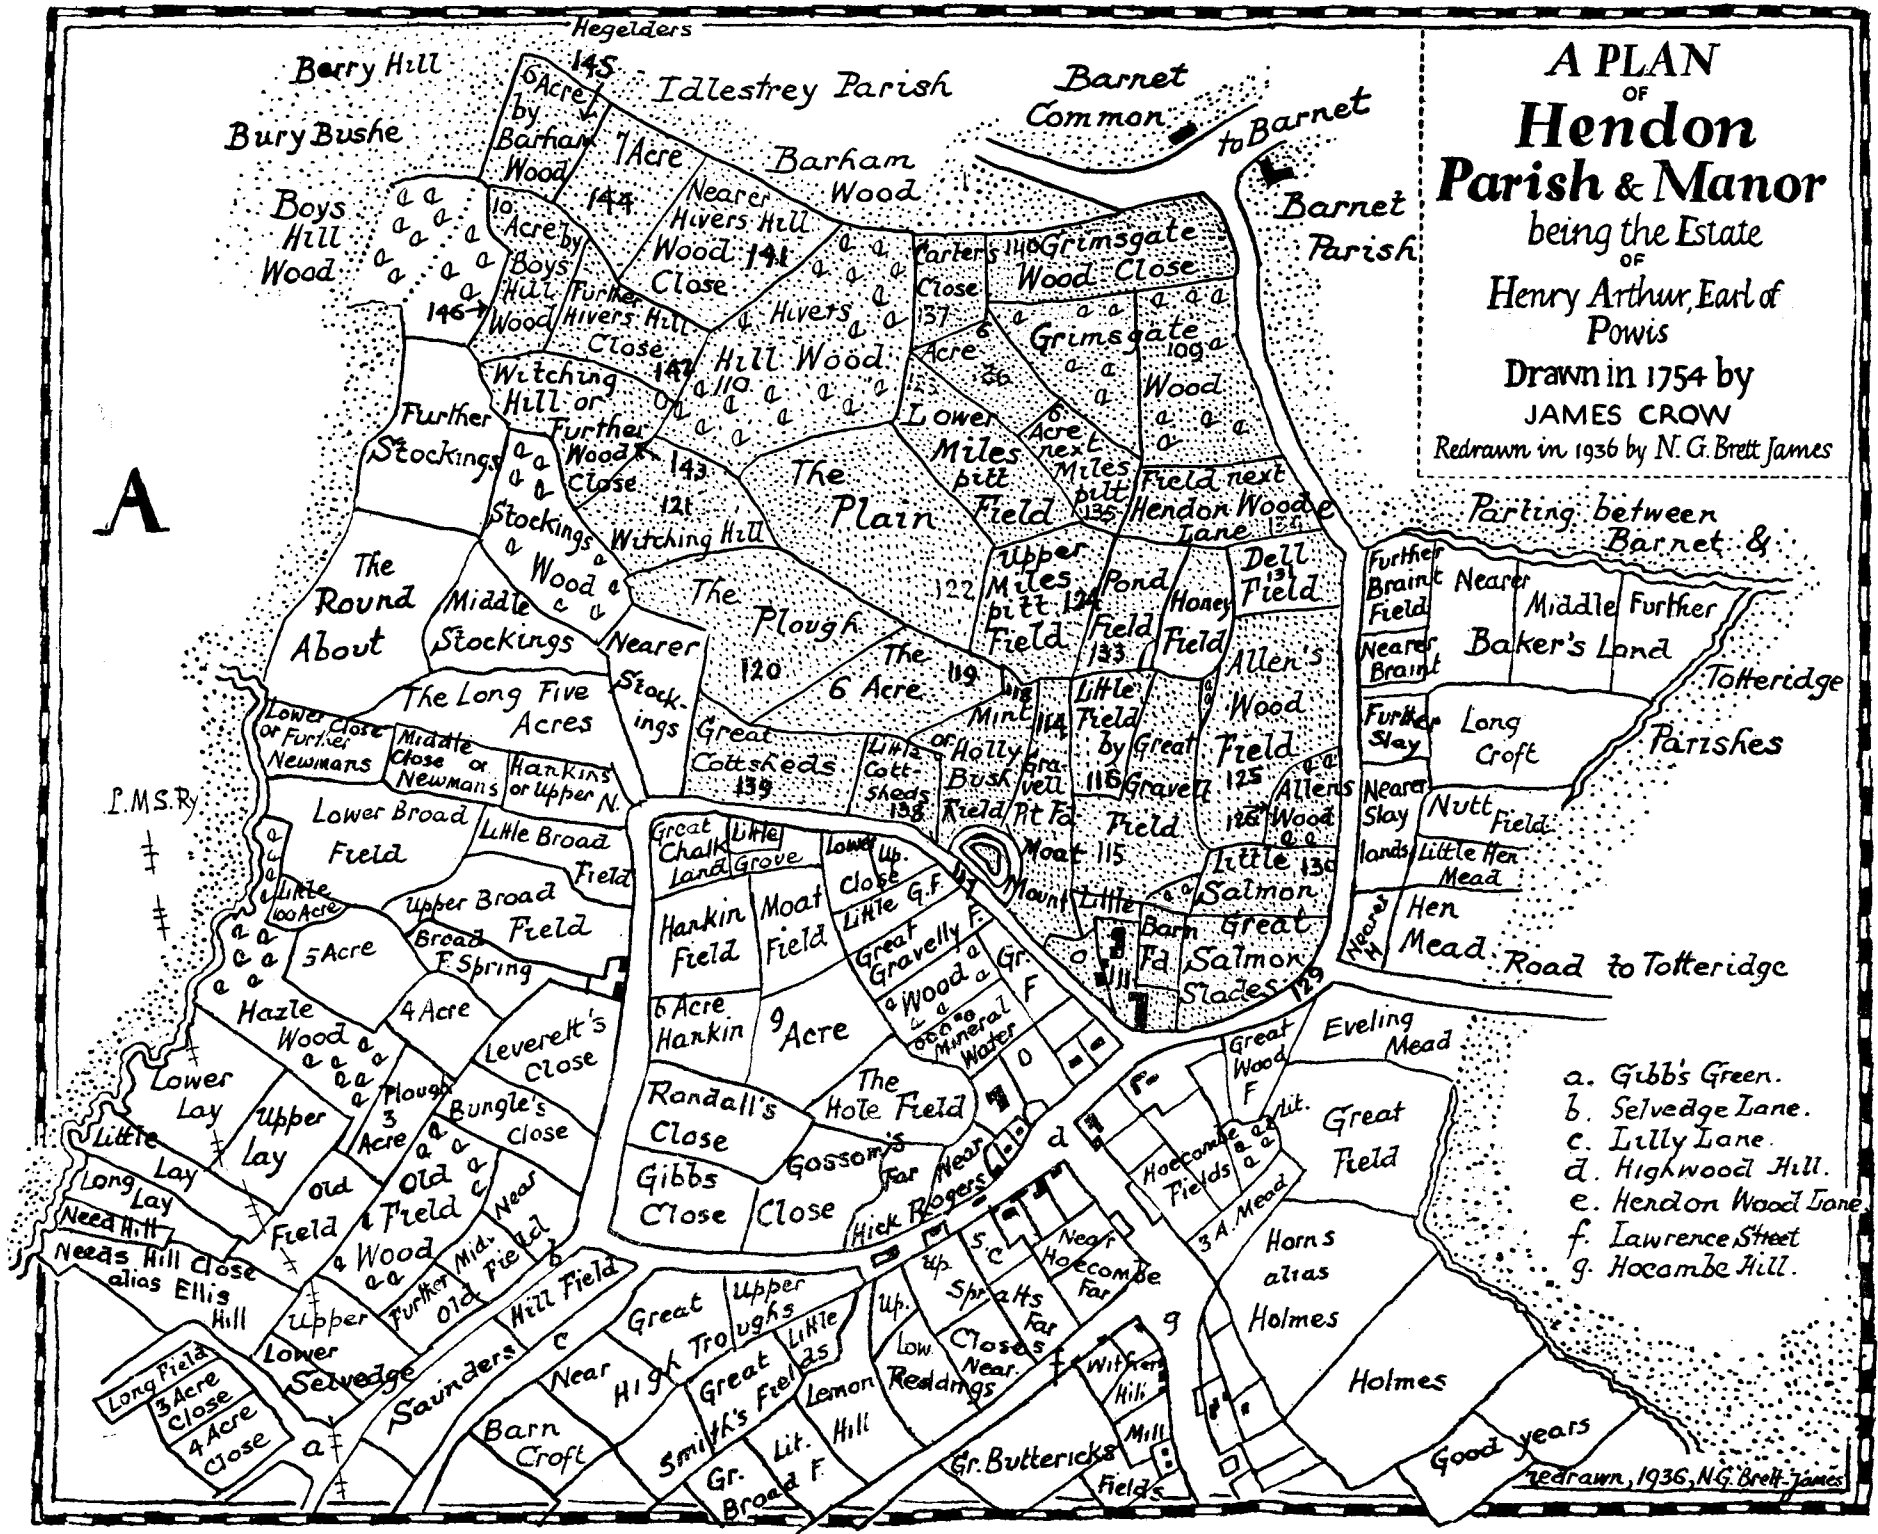 Hegelders
145
Berry Hill
6 Acre
by
Barham
Wood
Idlestrey Parish
Barnet
Common
to Barnet
A PLAN
OF
Hendon
Parish & Manor
being the Estate
OF
Henry Arthur, Earl of
Powis
Drawn in 1754 by
JAMES CROW
Redrawn in 1936 by N. G. Brett James
Bury Bushe
7 Acre
144
Barham
Wood
Barnet
Parish
Boys
Hill
Wood
10
Acre by
Boys
Hill
Wood
146
Nearer
Hivers Hill
Wood 141
Close
Further
Hivers Hill
Close
142
Hivers
Hill Wood
110
Carters
Close
137
140 Grimsgate
Wood Close
Grimsgate
109
Wood
6
Acre
136
Witching
Hill or
Further
Wood
Close
143
121
Witching Hill
Further
Stockings
A
The
Plain
Lower
Miles
pitt
Field
6
Acre
next
Miles
pitt
135
Field next
Hendon Wood e
Lane
Stockings
Wood
Parting between
Barnet &
Totteridge
Parishes
The
Round
About
Middle
Stockings
Nearer
Stock-
ings
The
Plough
120
The
6 Acre
119
118
122
Upper
Miles
pitt 124
Field
Pond
Field
133
Honey
Field
Dell
131
Field
Further
Braint
Field
Nearer
Braint
Nearer
Middle
Further
Baker's Land
The Long Five
Acres
Lower Close
or Further
Newmans
Middle
Close or
Newmans
Hankins
or Upper N.
Great
Cottsheds
139
Little
Cott-
sheds
138
Mint
or Holly
Bush
Field
114
Gra-
vell
Pit Fd.
Little
Field
by
116
Great
Gravell
Field
Allen's
Wood
Field
125
126
Allens
Wood
Further
Slay
Long
Croft
Nearer
Slay
lands
Nutt
Field
Little Hen
Mead
Nearer
H
Hen
Mead
Road to Totteridge
L.M.S.Ry
Lower Broad
Field
Little Broad
Field
Little
100 Acre
Upper Broad
Field
Broad
F. Spring
5 Acre
4 Acre
Hazle
Wood
Great
Chalk
Land
Little
Grove
Lower
Up.
Close
Little G.F.
Hankin
Field
Moat
Field
Great
Gravelly
F.
Wood
Mineral
Water
Gr.
F
117
Moat 115
Mount
Little
Barn
Fd
111
Little 130
Salmon
Great
Salmon
Slades
129
6 Acre
Hankin
9
Acre
Leverett's
Close
Great
Wood
F
Eveling
Mead
Lower
Lay
Upper
Lay
Plough
3
Acre
Bungle's
Close
Randall's
Close
The
Hole Field
d
Hoecombe
Fields
Lit.
Great
Field
a. Gibb's Green.
b. Selvedge Lane.
c. Lilly Lane.
d. Highwood Hill.
e. Hendon Wood Lane
f. Lawrence Street
g. Hocombe Hill.
Little
Lay
Long
Lay
Need Hill
Needs Hill Close
alias Ellis
Hill
Old
Field
Old
Field
Wood
Near
Mid.
Further
Old Field
b
Gibbs
Close
Gossom's
Close
Far
Near
Hick Rogers
3 A. Mead
Horns
alias
Holmes
Holmes
Upper
Lower
Selvedge
Hill Field
Saunders
c
Great
Near
High
Upper
Troughs
Up.
Low.
Reddings
Up.
S.
C
Spratts
Far
Closes
Near.
Near
Hoecombe
Far
g
Long Field
3 Acre
Close
4 Acre
Close
a
Barn
Croft
Great
Little
Smith's Fields
Lemon
Hill
f
Withers
Hill
Mill
Fields
Gr. Buttericks
Gr.
Lit.
Broad F.
Good years
redrawn, 1936, N.G. Brett-James